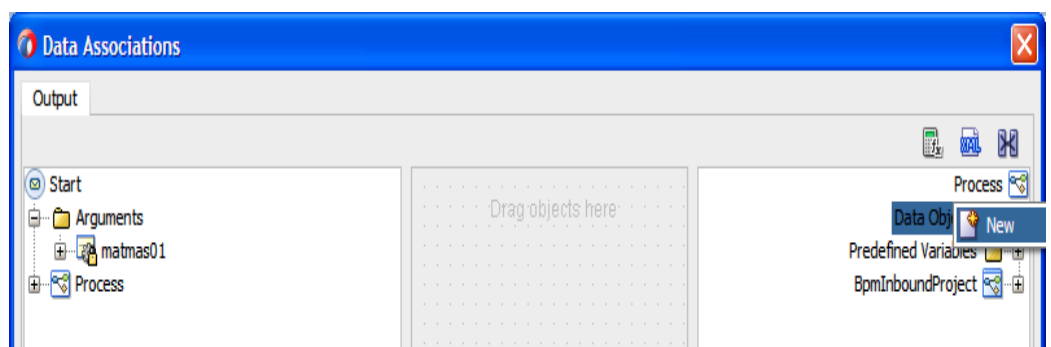 Data Associations
Output
Start
Arguments
matmas01
Process
Drag objects here
Process
Data Obj
New
Predefined Variables
BpmInboundProject